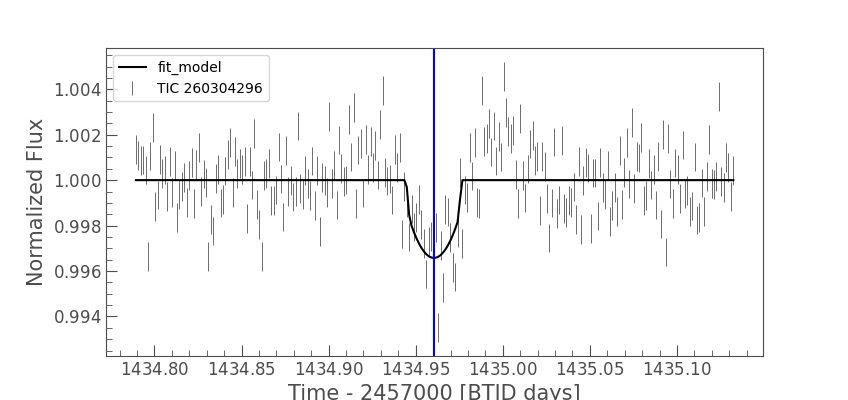 fit_model
TIC 260304296
1.004
1.002
1.000
0.998
0.996
0.994
Normalized Flux
1434.80 1434.85 1434.90 1434.95 1435.00 1435.05 1435.10
Time - 2457000 [BTJD days]